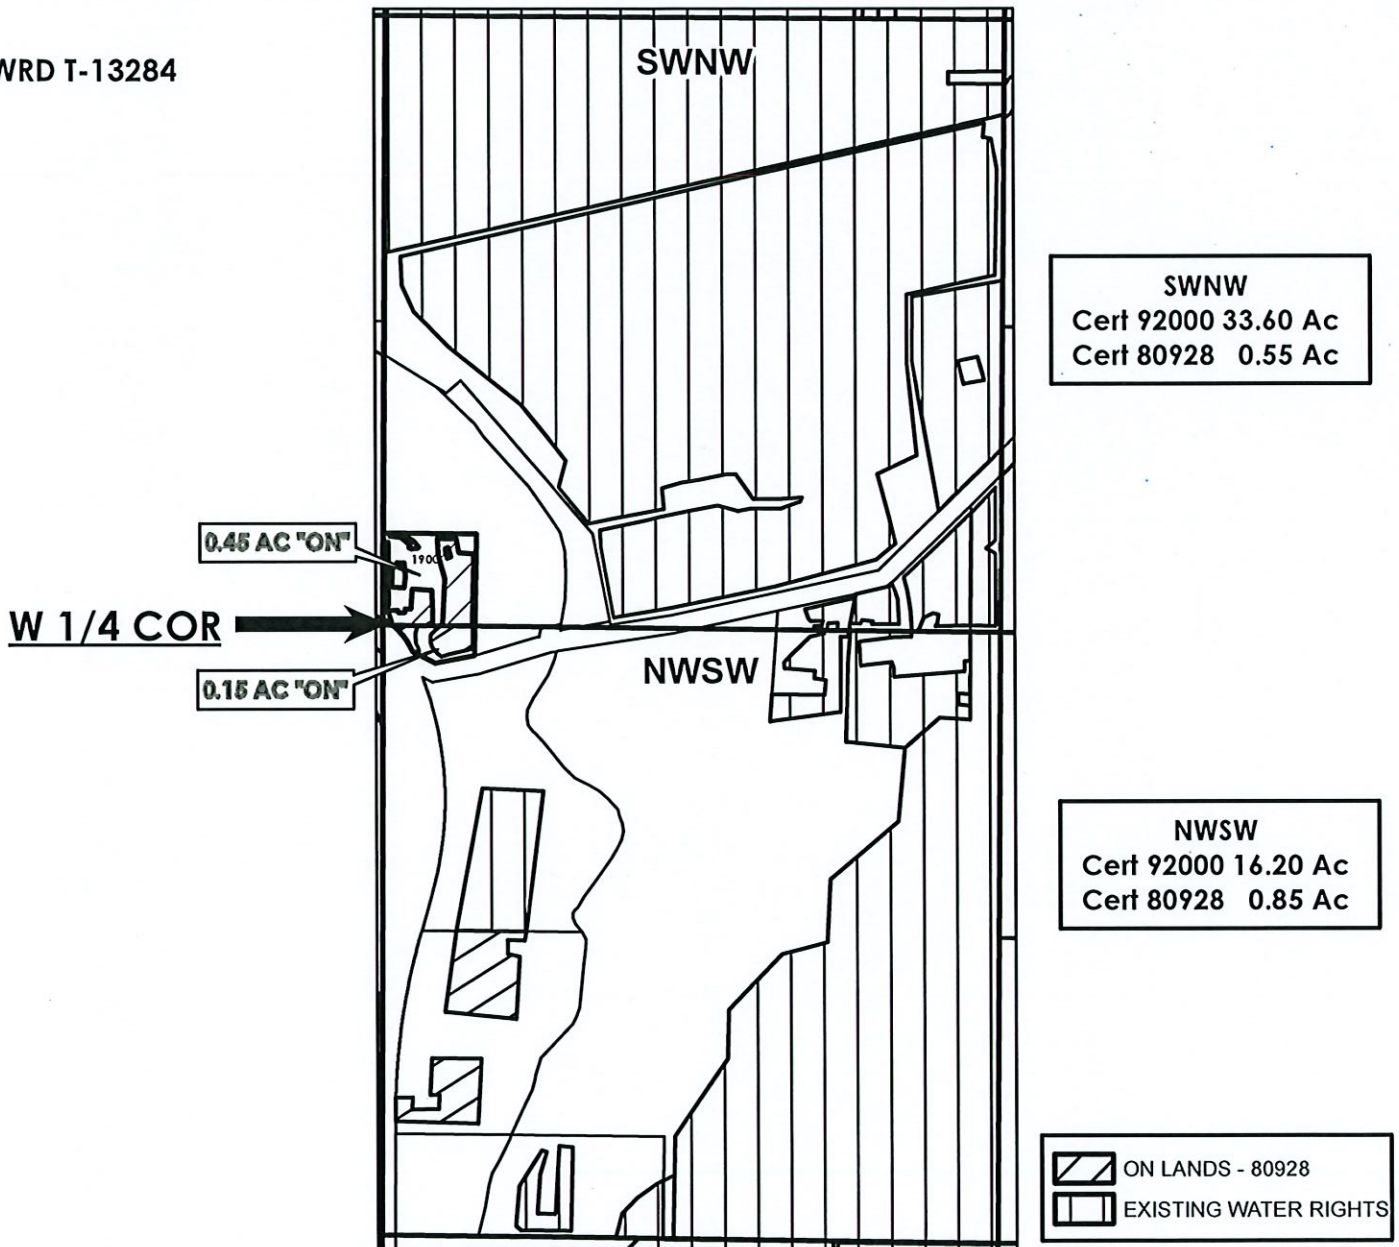 WRD T-13284
SWNW
SWNW
Cert 92000 33.60 Ac
Cert 80928 0.55 Ac
0.45 AC "ON"
1900
W 1/4 COR
0.15 AC "ON"
NWSW
NWSW
Cert 92000 16.20 Ac
Cert 80928 0.85 Ac
ON LANDS - 80928
EXISTING WATER RIGHTS